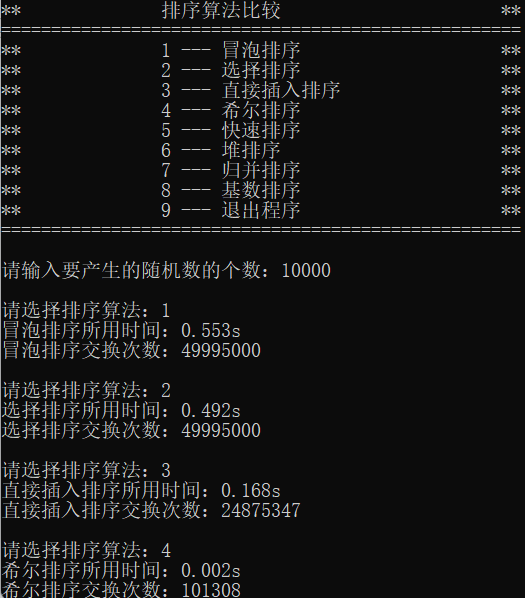 ** 排序算法比较 **
====================================================
** 1 --- 冒泡排序 **
** 2 --- 选择排序 **
** 3 --- 直接插入排序 **
** 4 --- 希尔排序 **
** 5 --- 快速排序 **
** 6 --- 堆排序 **
** 7 --- 归并排序 **
** 8 --- 基数排序 **
** 9 --- 退出程序 **
====================================================
请输入要产生的随机数的个数：10000
请选择排序算法：1
冒泡排序所用时间：0.553s
冒泡排序交换次数：49995000
请选择排序算法：2
选择排序所用时间：0.492s
选择排序交换次数：49995000
请选择排序算法：3
直接插入排序所用时间：0.168s
直接插入排序交换次数：24875347
请选择排序算法：4
希尔排序所用时间：0.002s
希尔排序交换次数：101308